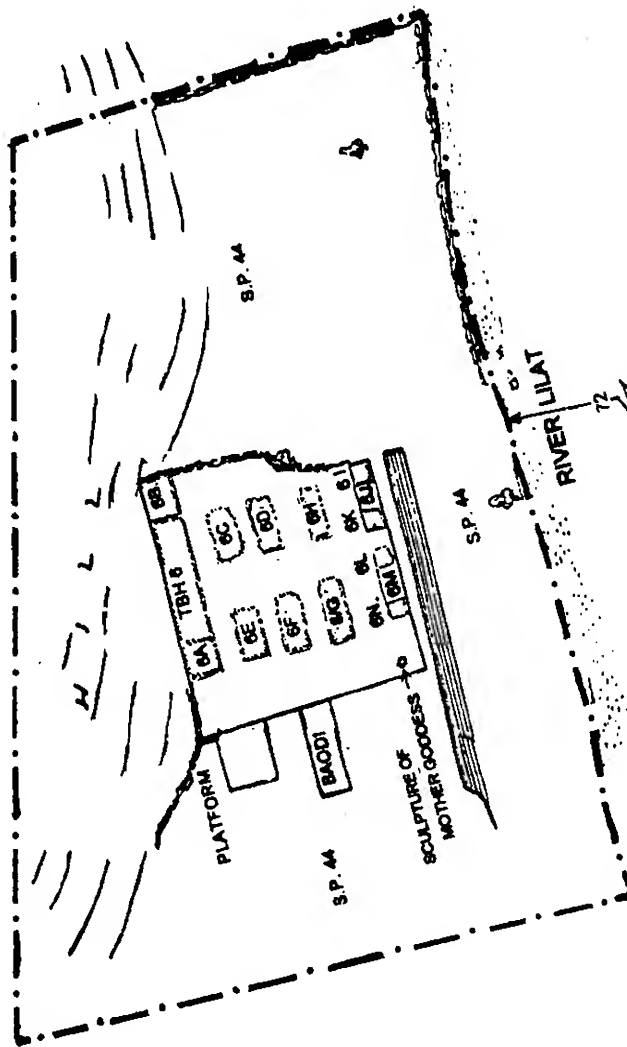 S.P. 44
6B
TBH 6
6A
6C
6D
6H
6I
6J
6K
6E
6F
6G
6L
6M
6N
PLATFORM
BAODI
S.P. 44
SCULPTURE OF
MOTHER GODDESS
S.P. 44
RIVER LILAT
72